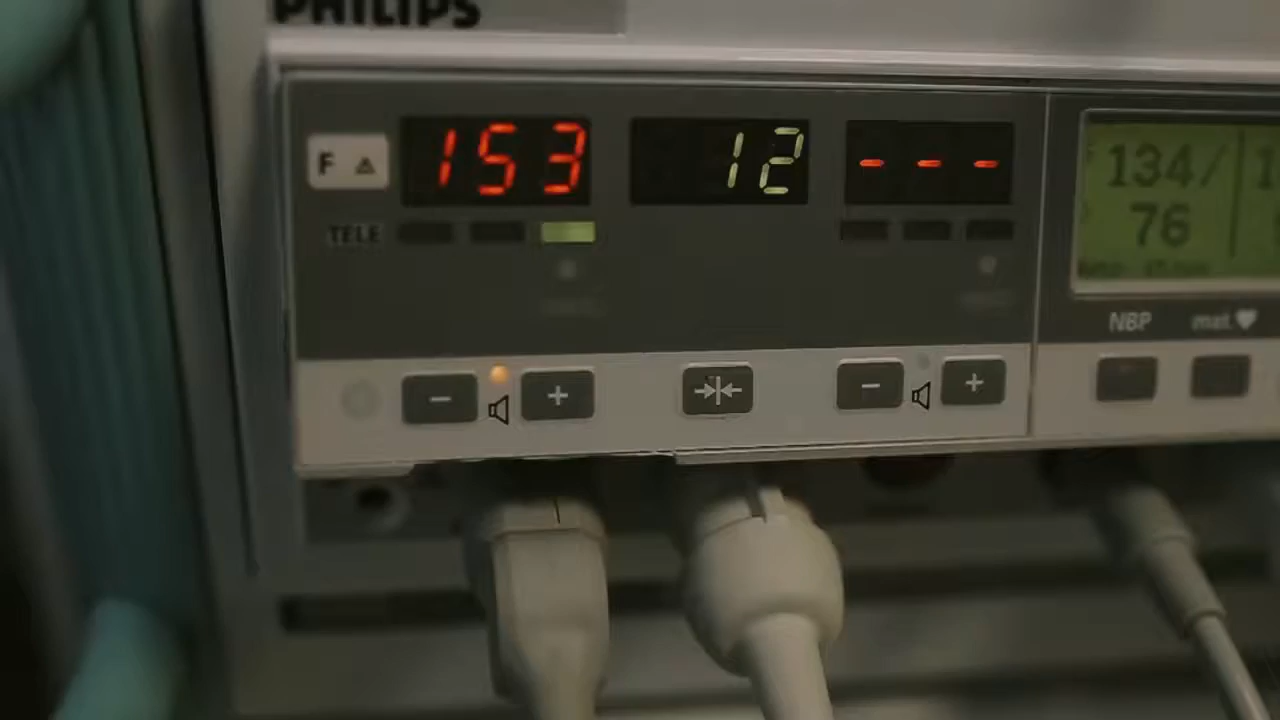 PHILIPS
F
153
12
---
134/
76
TELE
NBP
mat.
- +
- +